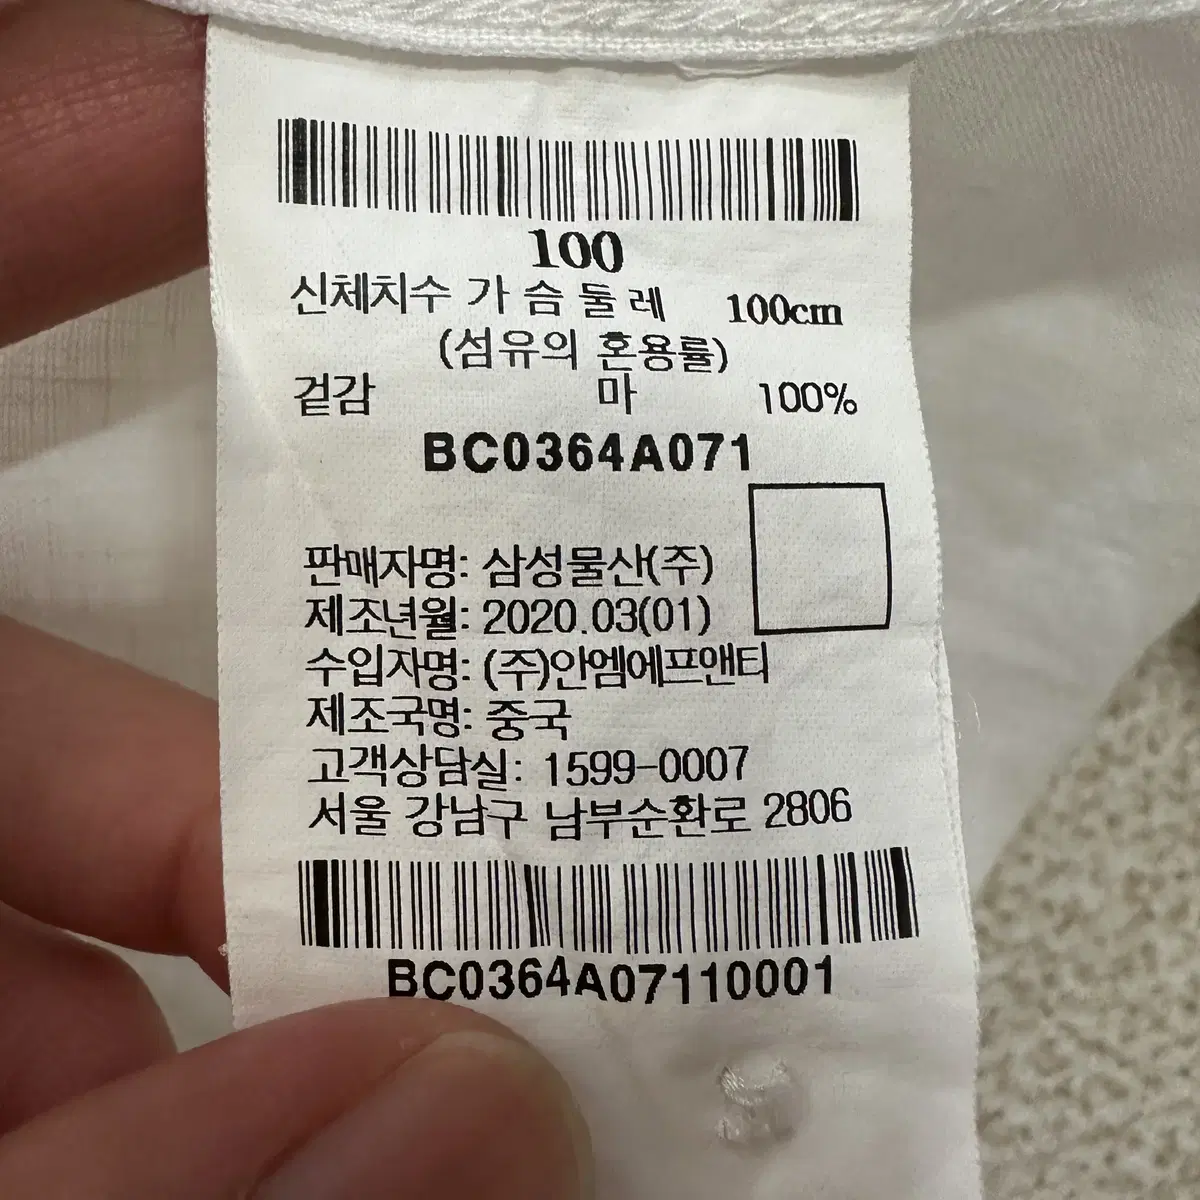 100
신체치수 가 슴 둘 레 100cm
(섬유의 혼용률)
겉감 마 100%
BC0364A071
판매자명: 삼성물산(주)
제조년월: 2020.03(01)
수입자명: (주)안엠에프앤티
제조국명: 중국
고객상담실: 1599-0007
서울 강남구 남부순환로 2806
BC0364A07110001